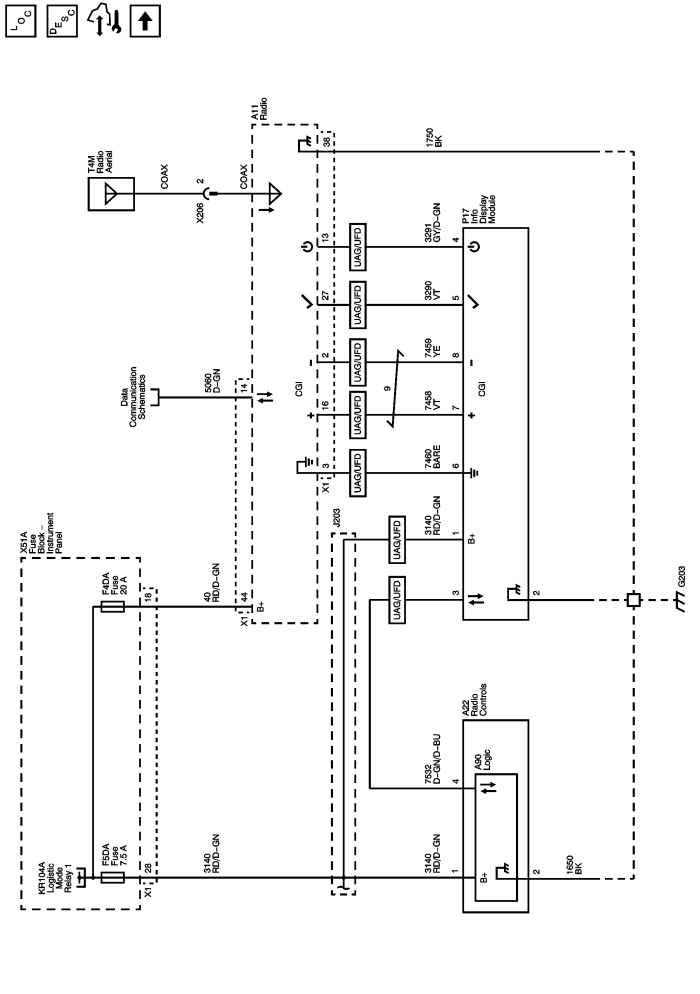 LOC
DESC
T4M
Radio
Aerial
COAX
X206
2
COAX
A11
Radio
38
1750
BK
13
UAG/UFD
3291
GY/D-GN
4
P17
Info
Display
Module
27
UAG/UFD
3290
VT
5
2
UAG/UFD
7459
YE
8
CGI
9
CGI
16
UAG/UFD
7458
VT
7
3
X1
UAG/UFD
7460
BARE
6
Data
Communication
Schematics
5060
D-GN
14
X51A
Fuse
Block –
Instrument
Panel
F4DA
Fuse
20 A
18
40
RD/D-GN
44
X1
B+
J203
UAG/UFD
3140
RD/D-GN
1
B+
UAG/UFD
3
2
G203
KR104A
Logistic
Mode
Relay 1
F5DA
Fuse
7.5 A
28
X1
3140
RD/D-GN
7532
D-GN/D-BU
4
A22
Radio
Controls
A90
Logic
3140
RD/D-GN
1
B+
2
1650
BK